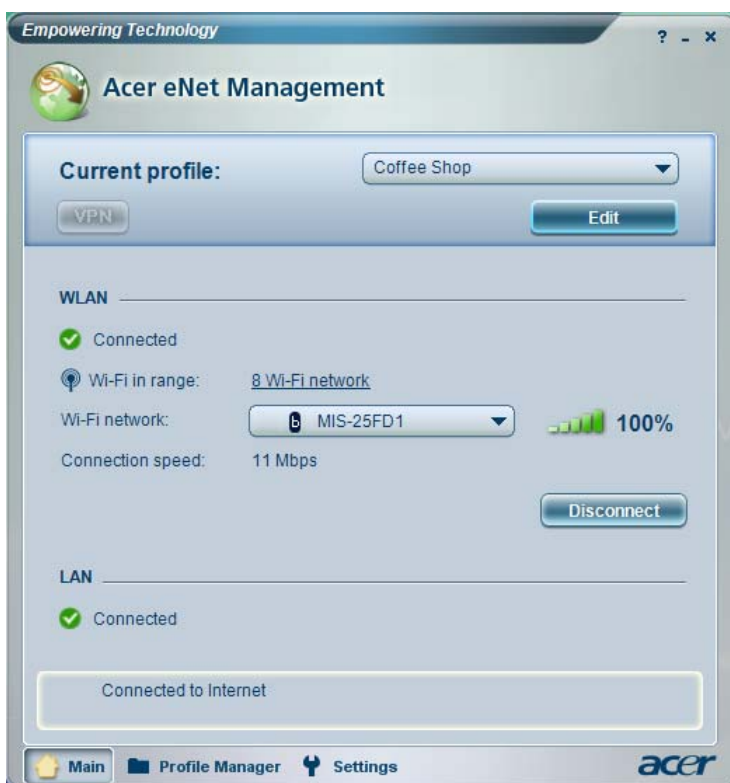 Empowering Technology
? - x
Acer eNet Management
Current profile: Coffee Shop
VPN Edit
WLAN
Connected
Wi-Fi in range: 8 Wi-Fi network
Wi-Fi network: b MIS-25FD1 100%
Connection speed: 11 Mbps
Disconnect
LAN
Connected
Connected to Internet
Main Profile Manager Settings acer